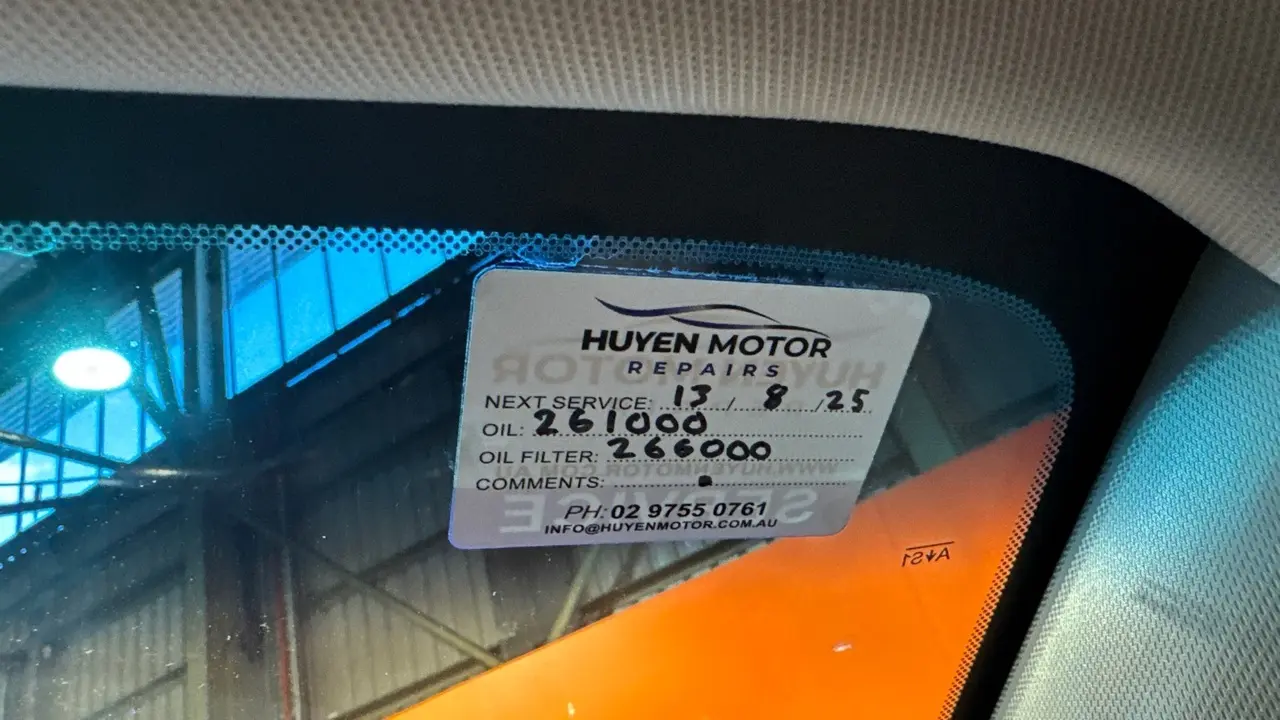 HUYEN MOTOR
REPAIRS
NEXT SERVICE: 13 / 8 /25
OIL: 261000
OIL FILTER: 266000
COMMENTS: 
PH: 02 9755 0761
INFO@HUYENMOTOR.COM.AU
AS1